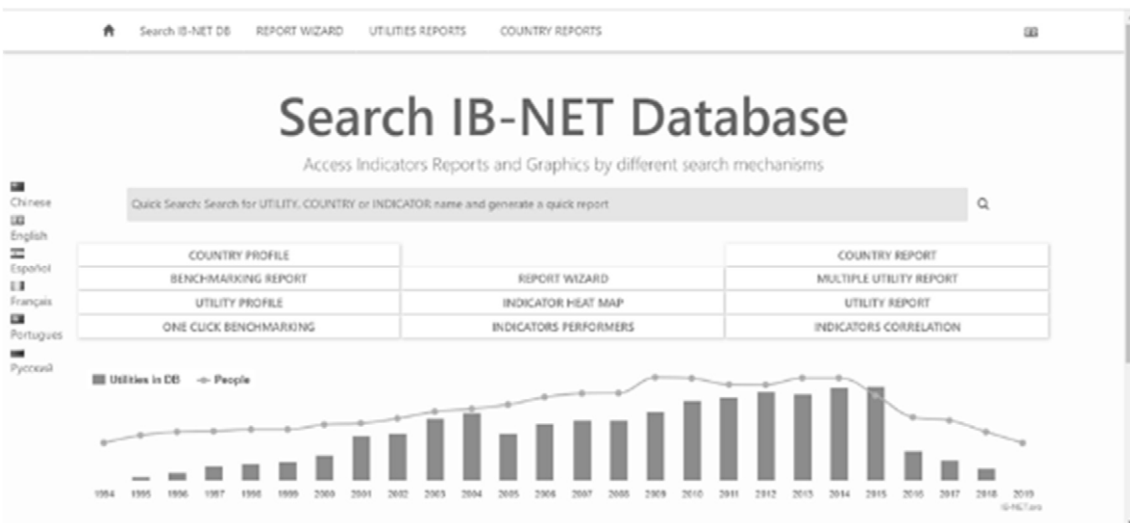 Search IB-NET DB REPORT WIZARD UTILITIES REPORTS COUNTRY REPORTS
Search IB-NET Database
Access Indicators Reports and Graphics by different search mechanisms
Quick Search: Search for UTILITY, COUNTRY or INDICATOR name and generate a quick report
Chinese
English
Español
Français
Portugues
Русский
COUNTRY PROFILE COUNTRY REPORT
BENCHMARKING REPORT REPORT WIZARD MULTIPLE UTILITY REPORT
UTILITY PROFILE INDICATOR HEAT MAP UTILITY REPORT
ONE CLICK BENCHMARKING INDICATORS PERFORMERS INDICATORS CORRELATION
Utilities in DB People
1994 1995 1996 1997 1998 1999 2000 2001 2002 2003 2004 2005 2006 2007 2008 2009 2010 2011 2012 2013 2014 2015 2016 2017 2018 2019
IB-NET.org